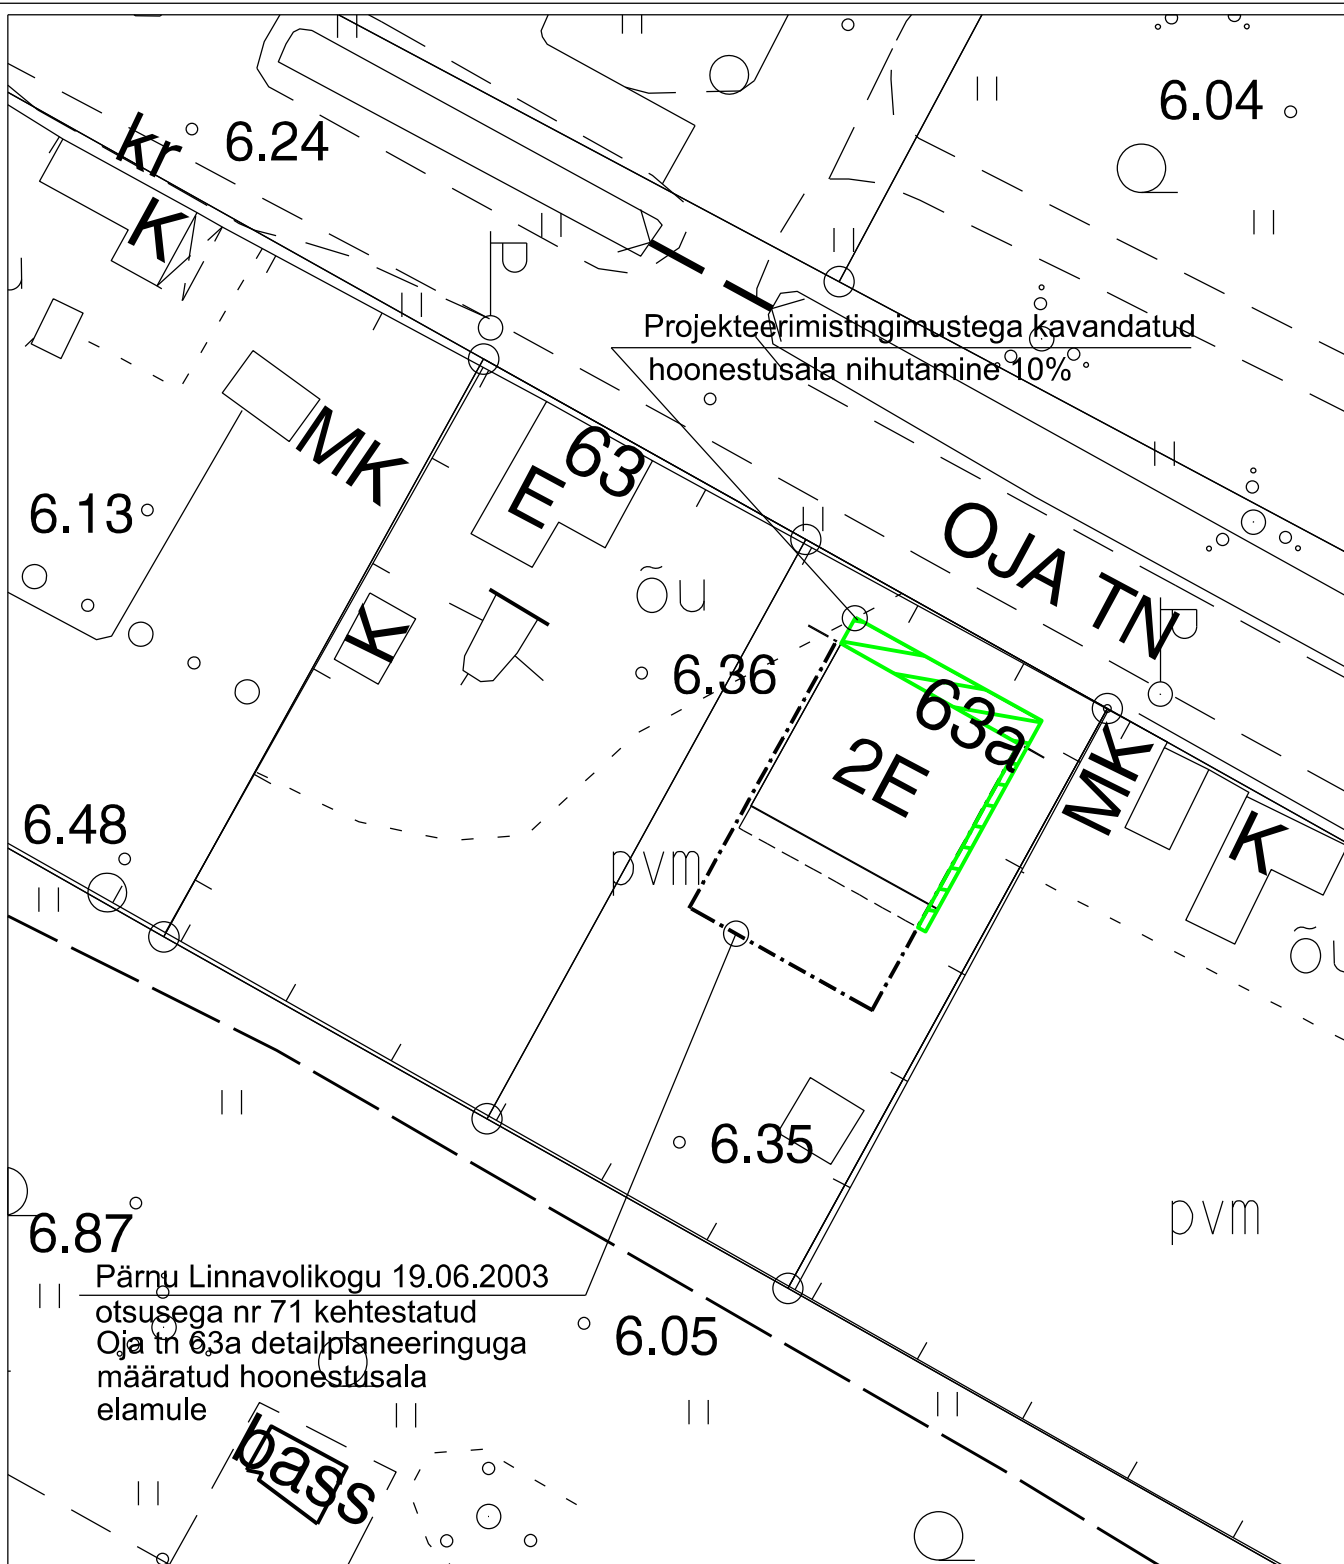 6.04
kr
6.24
K
Projekteerimistingimustega kavandatud
hoonestusala nihutamine 10%
MK
63
E
6.13
OJA TN
õu
K
6.36
63a
2E
MK
K
6.48
pvm
õu
6.35
pvm
6.87
Pärnu Linnavolikogu 19.06.2003
otsusega nr 71 kehtestatud
Oja tn 63a detailplaneeringuga
määratud hoonestusala
elamule
6.05
bass